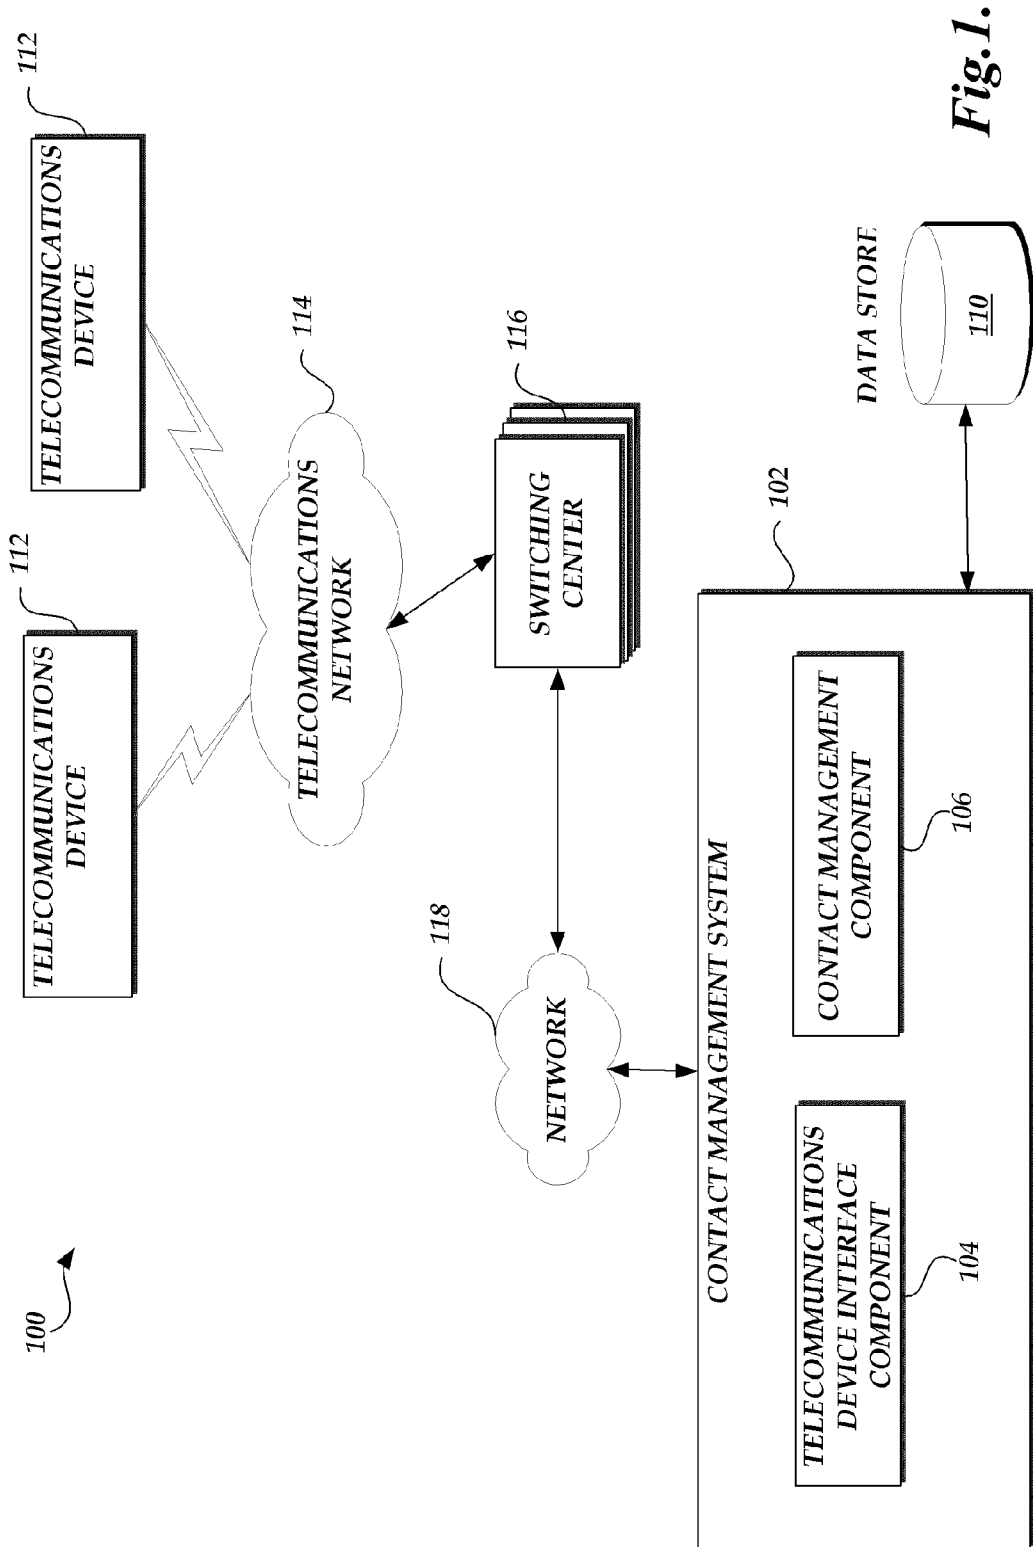 100
112
TELECOMMUNICATIONS
DEVICE
112
TELECOMMUNICATIONS
DEVICE
114
TELECOMMUNICATIONS
NETWORK
118
NETWORK
116
SWITCHING
CENTER
102
CONTACT MANAGEMENT SYSTEM
TELECOMMUNICATIONS
DEVICE INTERFACE
COMPONENT
104
CONTACT MANAGEMENT
COMPONENT
106
DATA STORE
110
Fig.1.